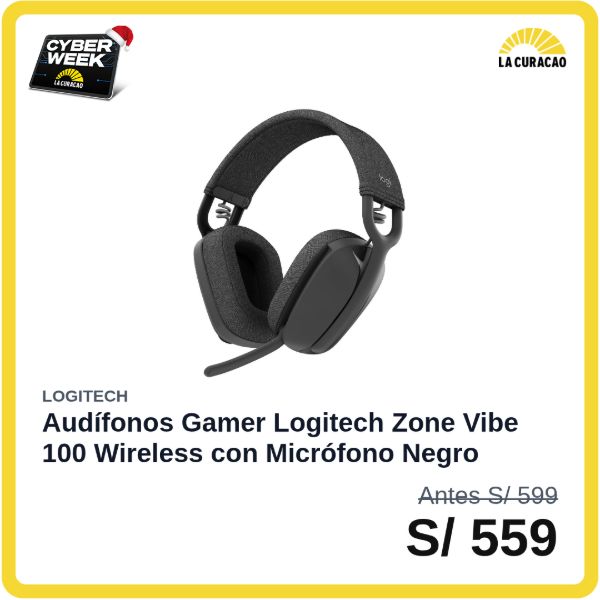 CYBER
WEEK
LA CURACAO
LA CURACAO
logi
LOGITECH
Audífonos Gamer Logitech Zone Vibe
100 Wireless con Micrófono Negro
Antes S/ 599
S/ 559